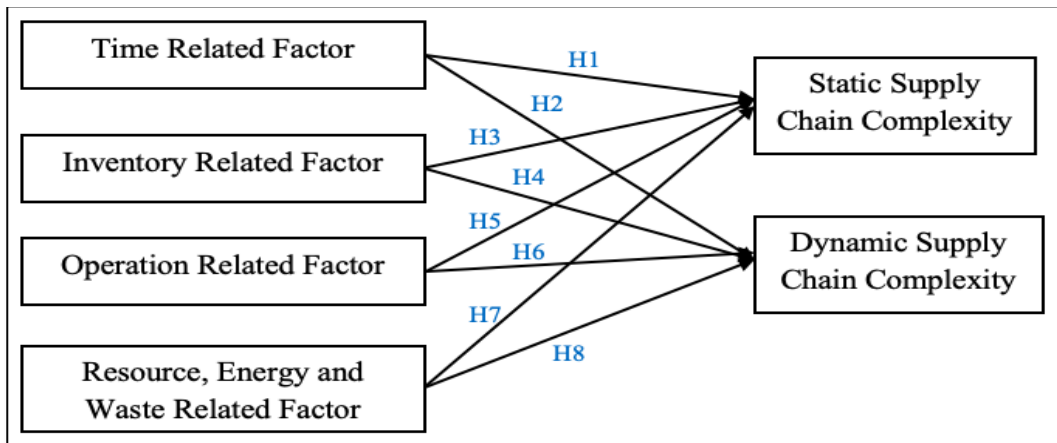 Time Related Factor
H1
Static Supply
Chain Complexity
H2
H3
Inventory Related Factor
H4
H5
Dynamic Supply
Chain Complexity
H6
Operation Related Factor
H7
H8
Resource, Energy and
Waste Related Factor